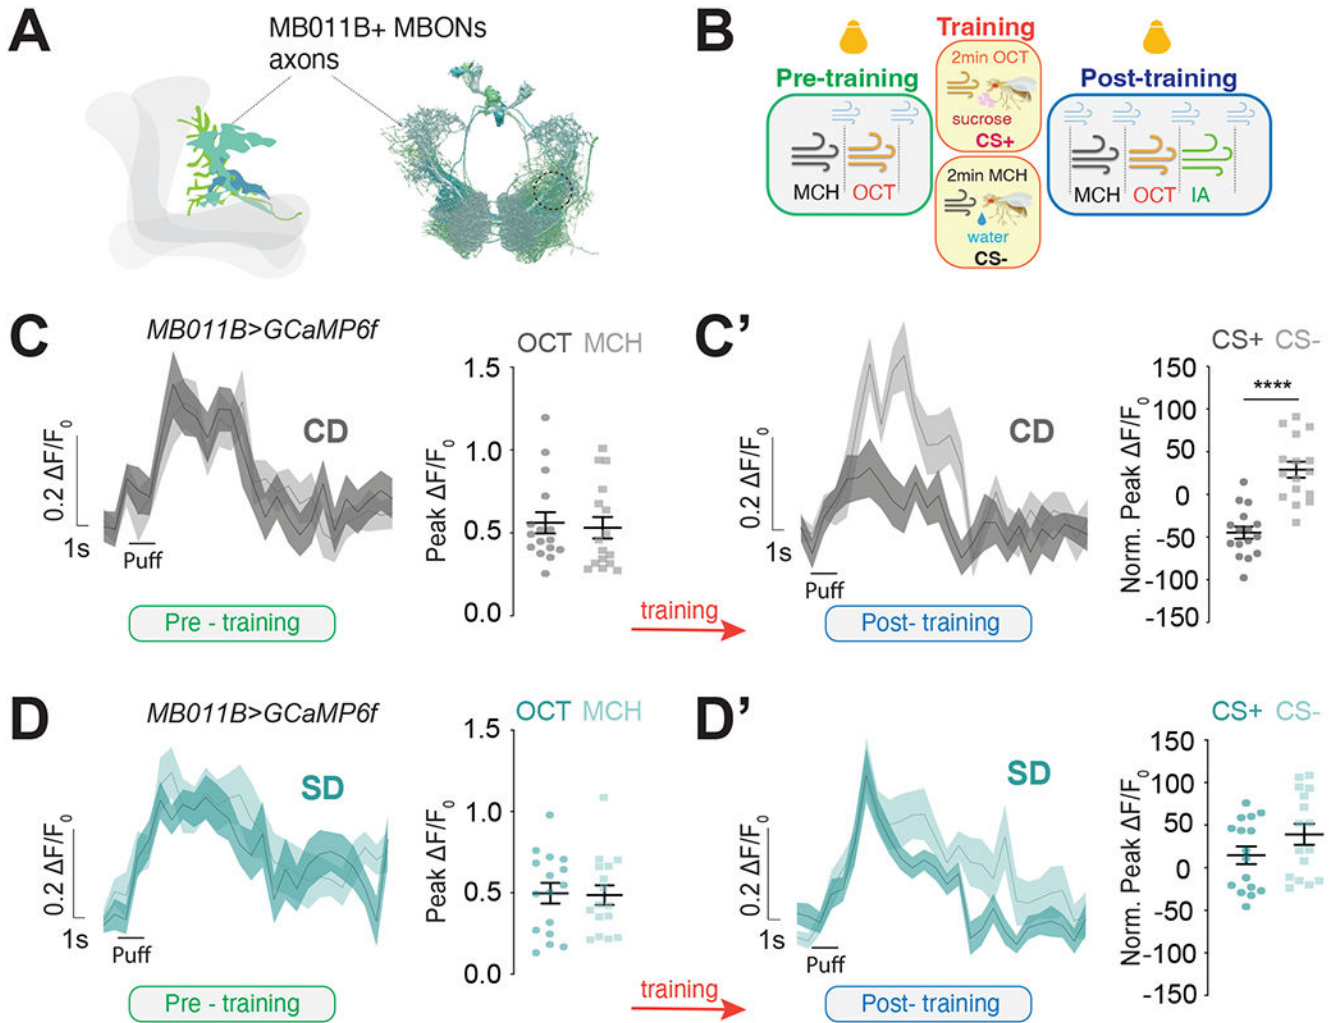 A
MB011B+ MBONs
axons
B
Pre-training
Training
Post-training
2min OCT
sucrose
CS+
2min MCH
water
CS-
MCH OCT
MCH OCT IA
C
MB011B>GCaMP6f
CD
0.2 ΔF/F0
1s
Puff
Pre - training
OCT MCH
Peak ΔF/F0
1.5
1.0
0.5
0.0
training
C’
CD
0.2 ΔF/F0
1s
Puff
Post- training
CS+ CS-
****
Norm. Peak ΔF/F0
150
100
50
0
-50
-100
-150
D
MB011B>GCaMP6f
SD
0.2 ΔF/F0
1s
Puff
Pre - training
OCT MCH
Peak ΔF/F0
1.5
1.0
0.5
0.0
training
D’
SD
0.2 ΔF/F0
1s
Puff
Post- training
CS+ CS-
Norm. Peak ΔF/F0
150
100
50
0
-50
-100
-150